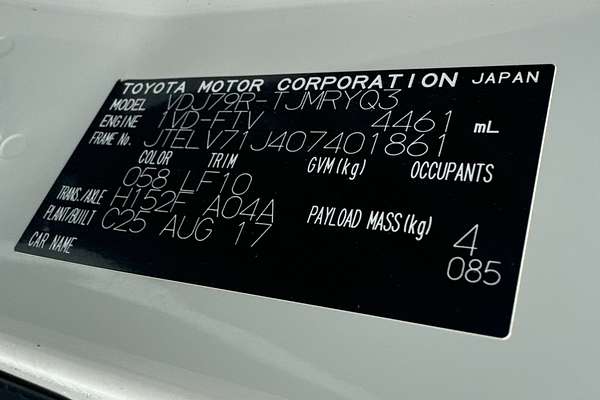 TOYOTA MOTOR CORPORATION JAPAN
MODEL VDJ79R-TJMRYQ3
ENGINE 1VD-FTV 4461 mL
FRAME No. JTELV71J407401861
COLOR TRIM GVM(kg) OCCUPANTS
058 LF10
TRANS./AXLE H152F A04A PAYLOAD MASS(kg) 4
PLANT/BUILT C25 AUG 17 085
CAR NAME